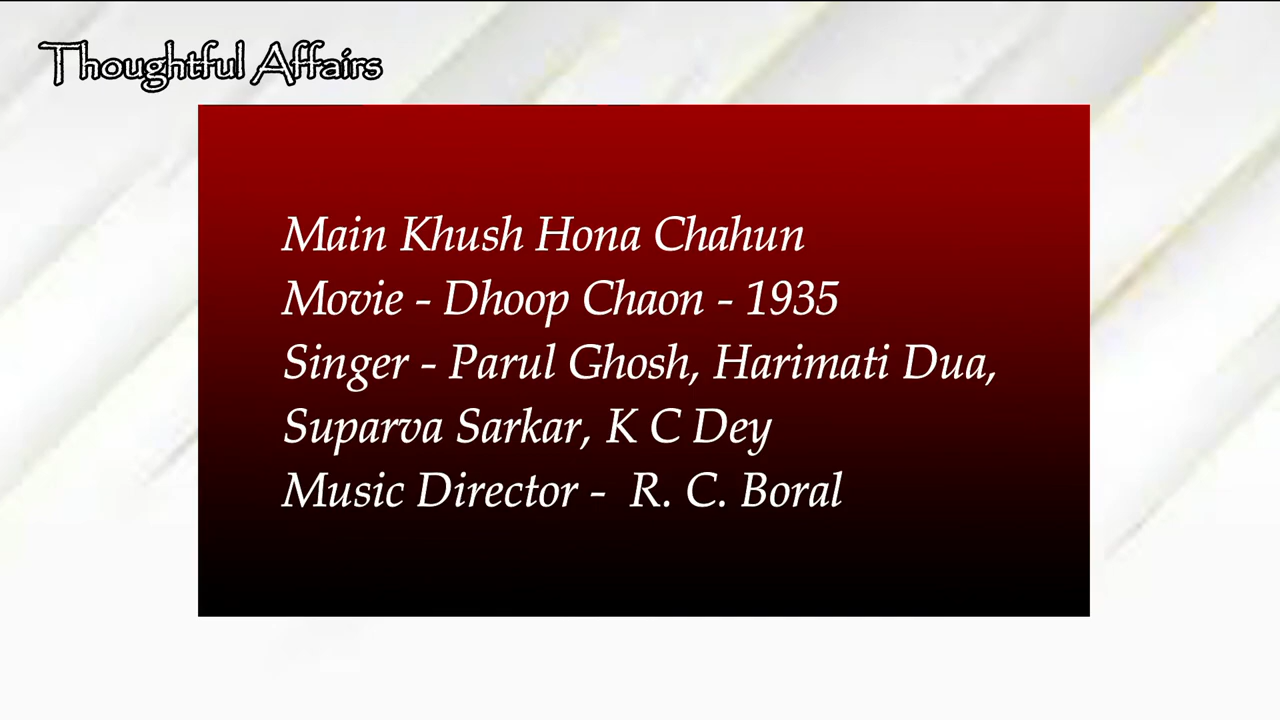 Thoughtful Affairs
Main Khush Hona Chahun
Movie - Dhoop Chaon - 1935
Singer - Parul Ghosh, Harimati Dua,
Suparva Sarkar, K C Dey
Music Director - R. C. Boral